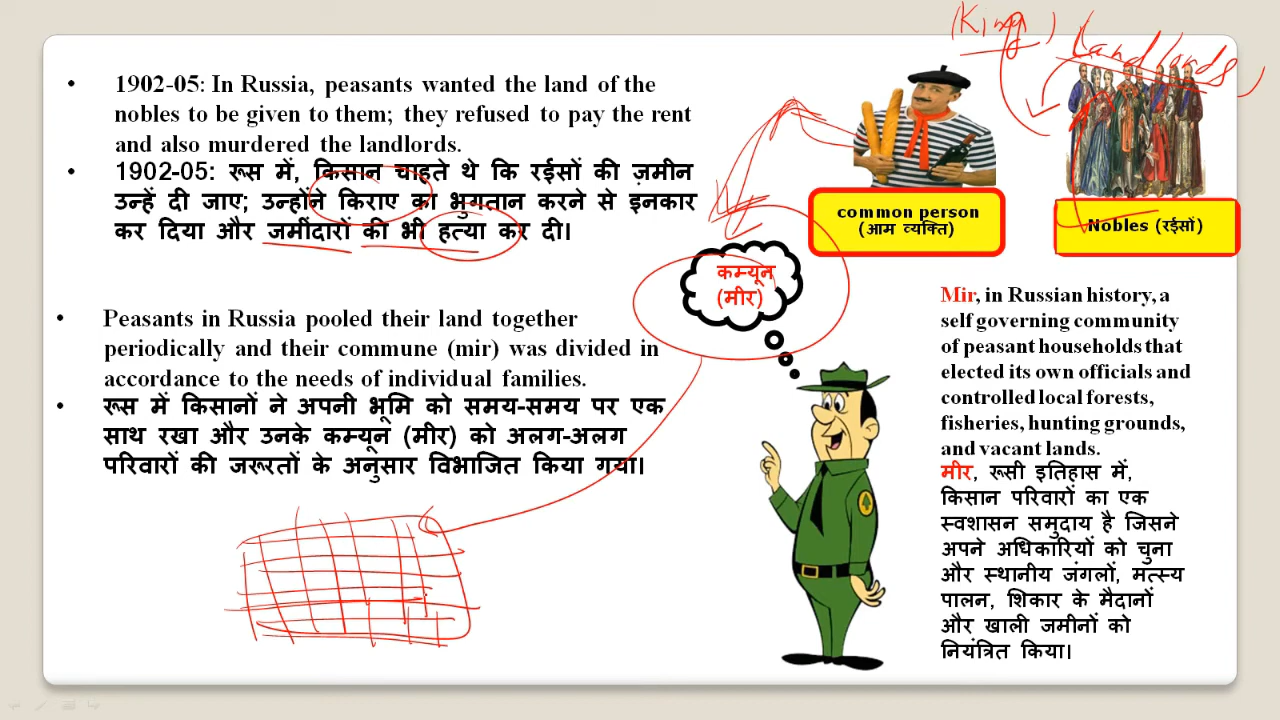 (King)
Landlords,
• 1902-05: In Russia, peasants wanted the land of the
nobles to be given to them; they refused to pay the rent
and also murdered the landlords.
• 1902-05: रूस में, किसान चाहते थे कि रईसों की ज़मीन
उन्हें दी जाए; उन्होंने किराए का भुगतान करने से इनकार
कर दिया और जमींदारों की भी हत्या कर दी।
common person
(आम व्यक्ति)
Nobles (रईसों)
कम्यून
(मीर)
• Peasants in Russia pooled their land together
periodically and their commune (mir) was divided in
accordance to the needs of individual families.
• रूस में किसानों ने अपनी भूमि को समय-समय पर एक
साथ रखा और उनके कम्यून (मीर) को अलग-अलग
परिवारों की जरूरतों के अनुसार विभाजित किया गया।
Mir, in Russian history, a
self governing community
of peasant households that
elected its own officials and
controlled local forests,
fisheries, hunting grounds,
and vacant lands.
मीर, रूसी इतिहास में,
किसान परिवारों का एक
स्वशासन समुदाय है जिसने
अपने अधिकारियों को चुना
और स्थानीय जंगलों, मत्स्य
पालन, शिकार के मैदानों
और खाली जमीनों को
नियंत्रित किया।